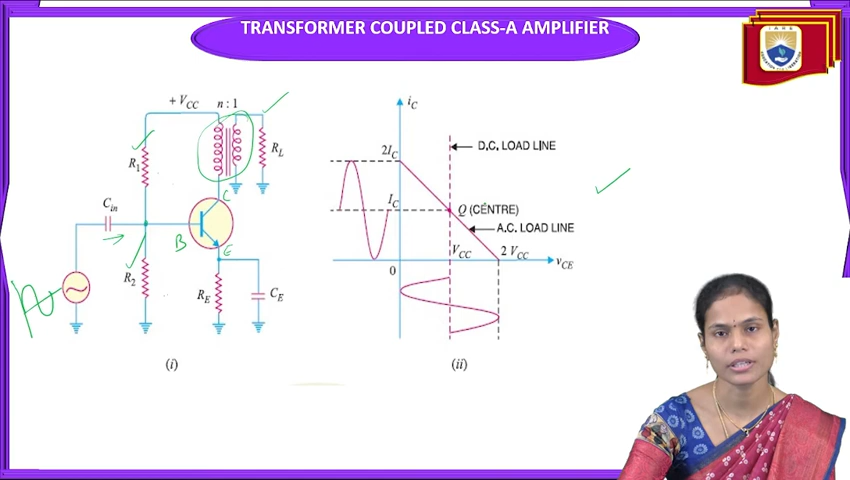 TRANSFORMER COUPLED CLASS-A AMPLIFIER
I A R E
+ VCC
n : 1
R1
RL
C
Cin
B
E
R2
RE
CE
(i)
iC
D.C. LOAD LINE
2IC
IC
Q (CENTRE)
A.C. LOAD LINE
VCC
2 VCC
0
vCE
(ii)